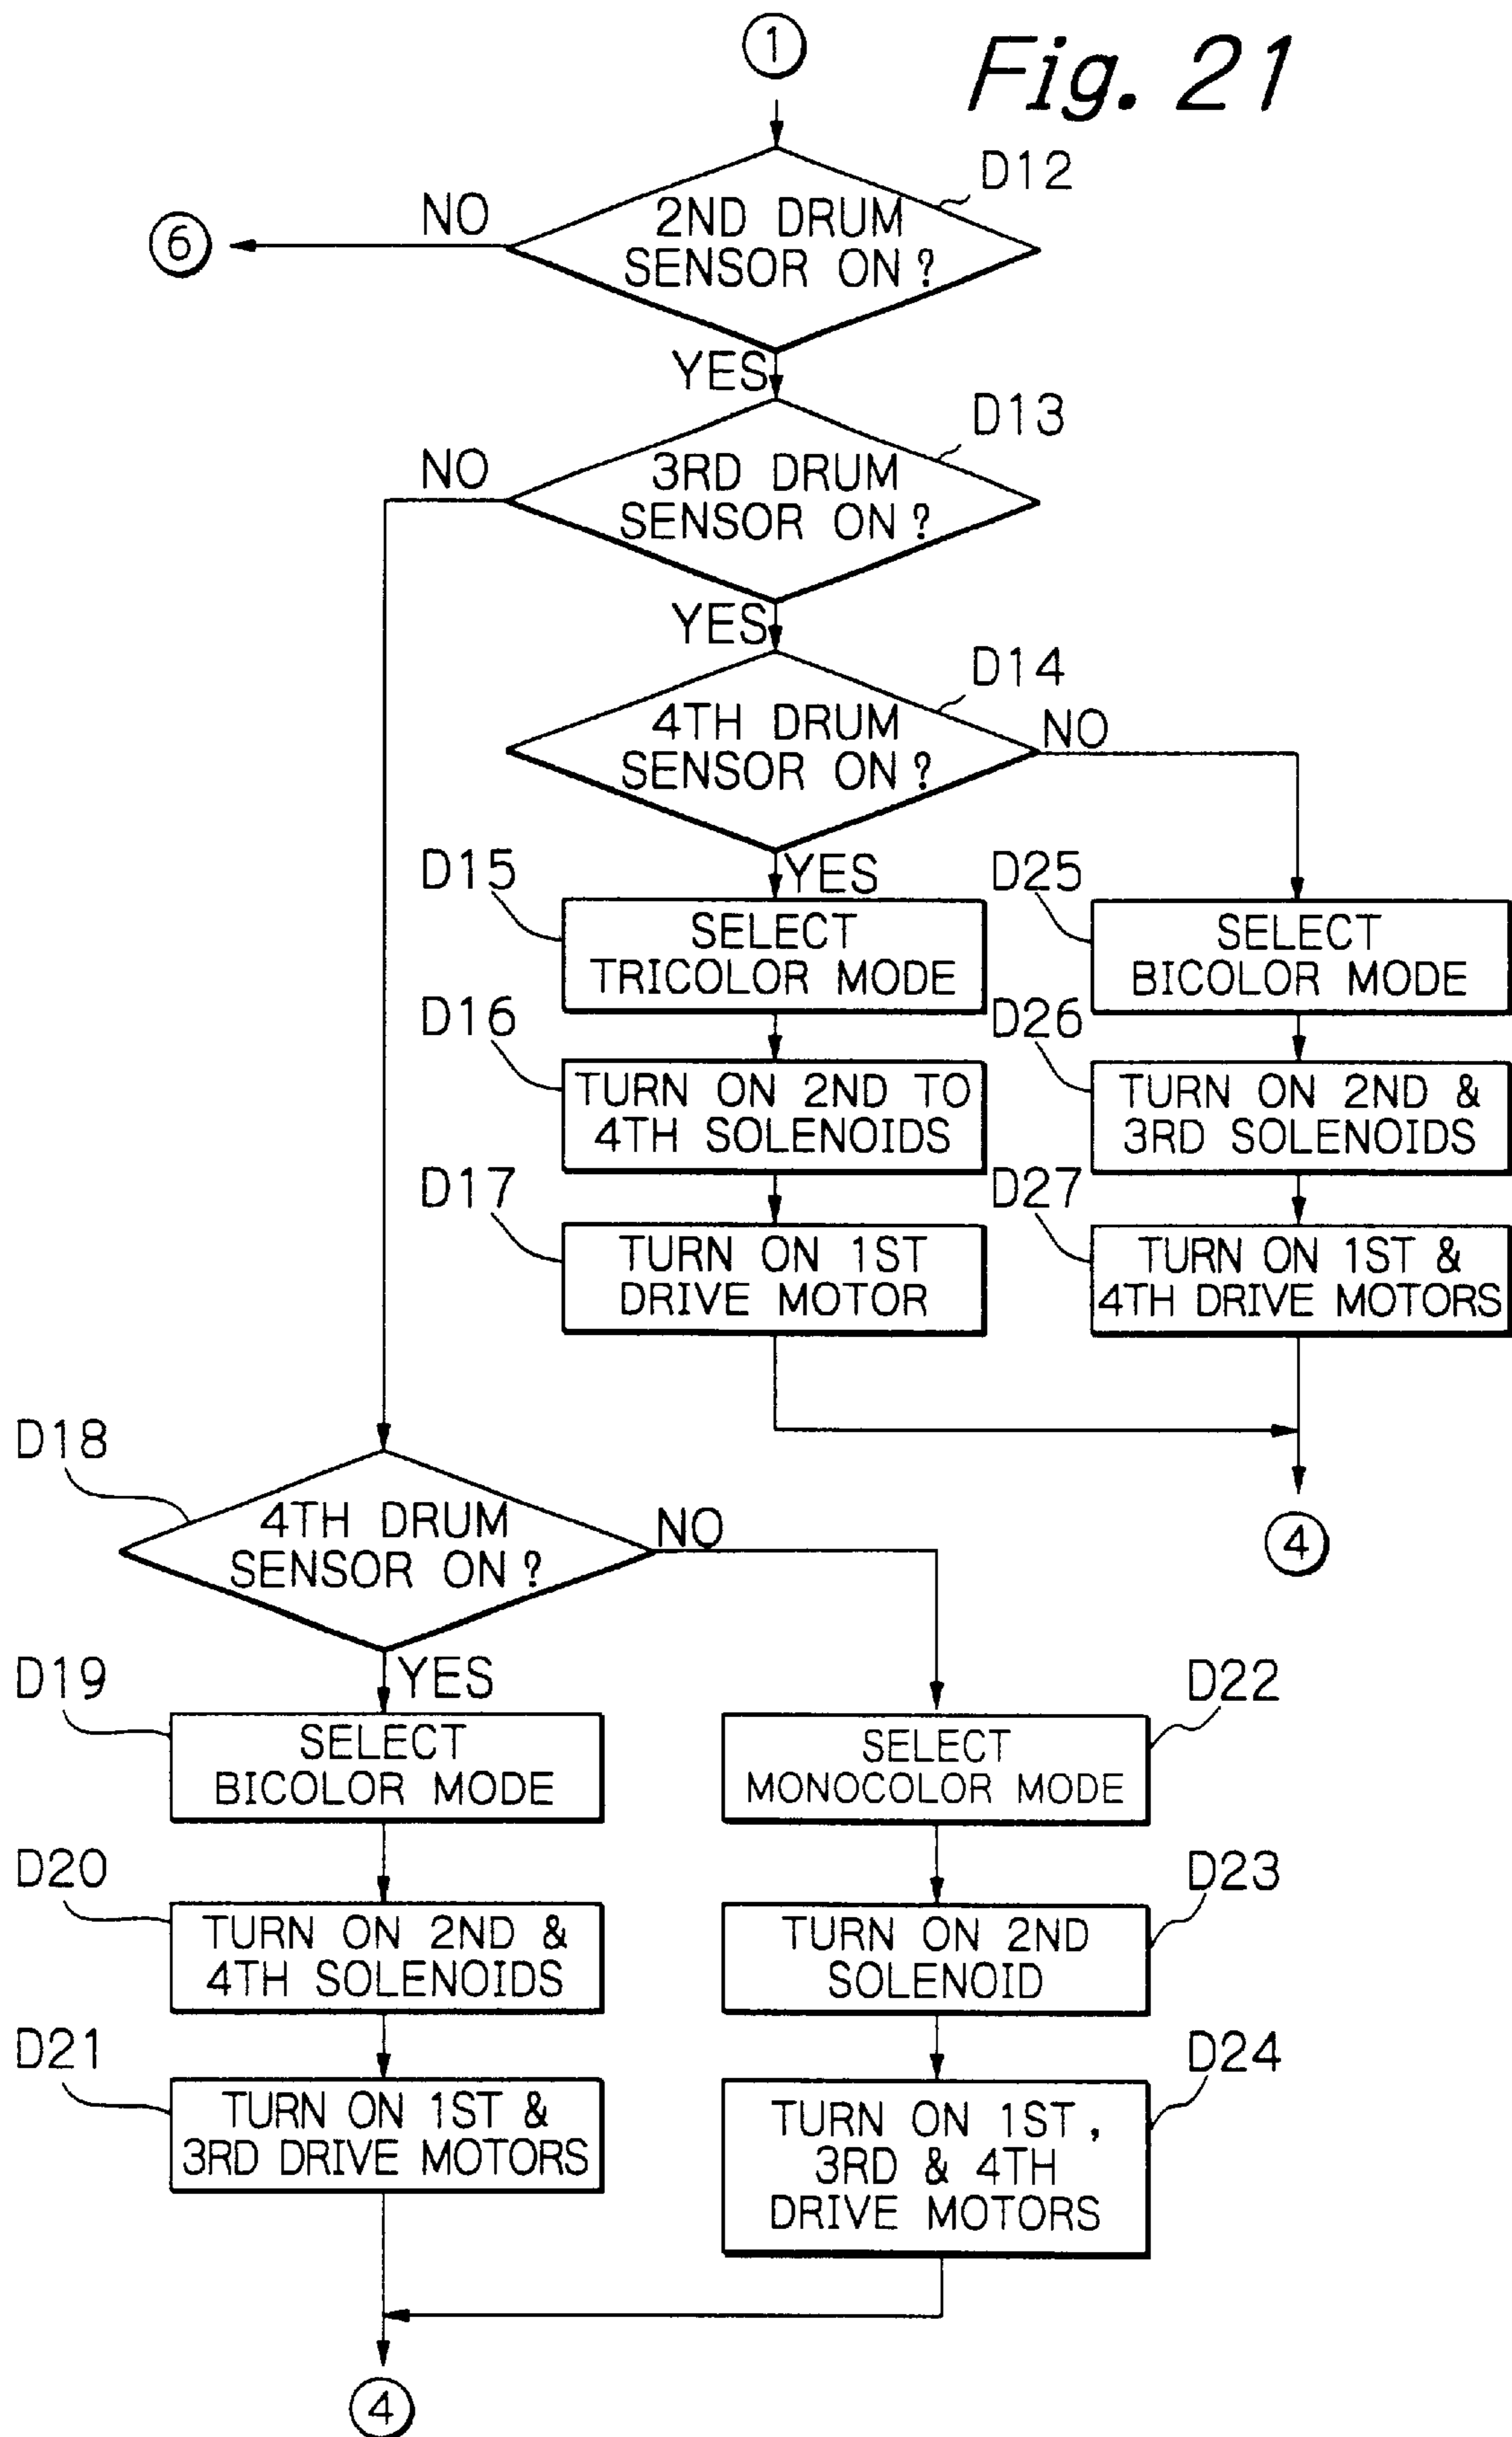 1
Fig. 21
D12
NO
2ND DRUM
SENSOR ON?
6
YES
D13
NO
3RD DRUM
SENSOR ON?
YES
D14
4TH DRUM
SENSOR ON?
NO
YES
D15
SELECT
TRICOLOR MODE
D25
SELECT
BICOLOR MODE
D16
TURN ON 2ND TO
4TH SOLENOIDS
D26
TURN ON 2ND &
3RD SOLENOIDS
D17
TURN ON 1ST
DRIVE MOTOR
D27
TURN ON 1ST &
4TH DRIVE MOTORS
4
D18
4TH DRUM
SENSOR ON?
NO
YES
D19
SELECT
BICOLOR MODE
D22
SELECT
MONOCOLOR MODE
D20
TURN ON 2ND &
4TH SOLENOIDS
D23
TURN ON 2ND
SOLENOID
D21
TURN ON 1ST &
3RD DRIVE MOTORS
D24
TURN ON 1ST,
3RD & 4TH
DRIVE MOTORS
4